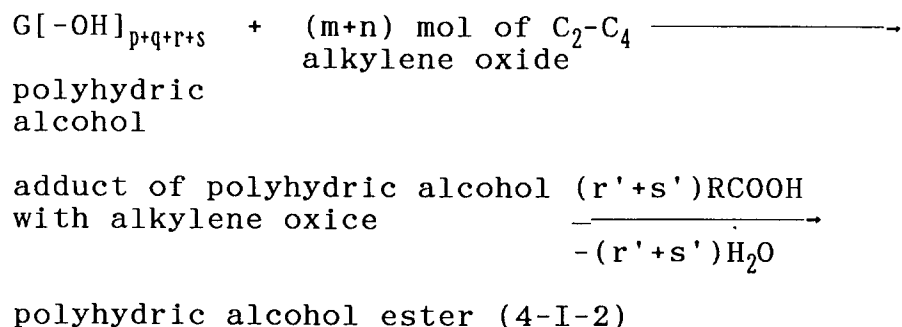 G[-OH]p+q+r+s + (m+n) mol of C2-C4
alkylene oxide
polyhydric
alcohol
adduct of polyhydric alcohol (r'+s')RCOOH
with alkylene oxice
-(r'+s')H2O
polyhydric alcohol ester (4-I-2)